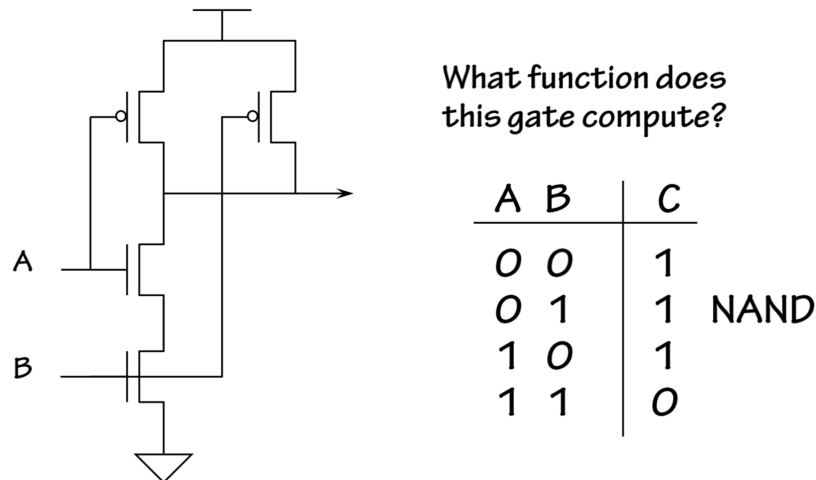 What function does
this gate compute?
A B C
0 0 1
0 1 1 NAND
1 0 1
1 1 0
A
B